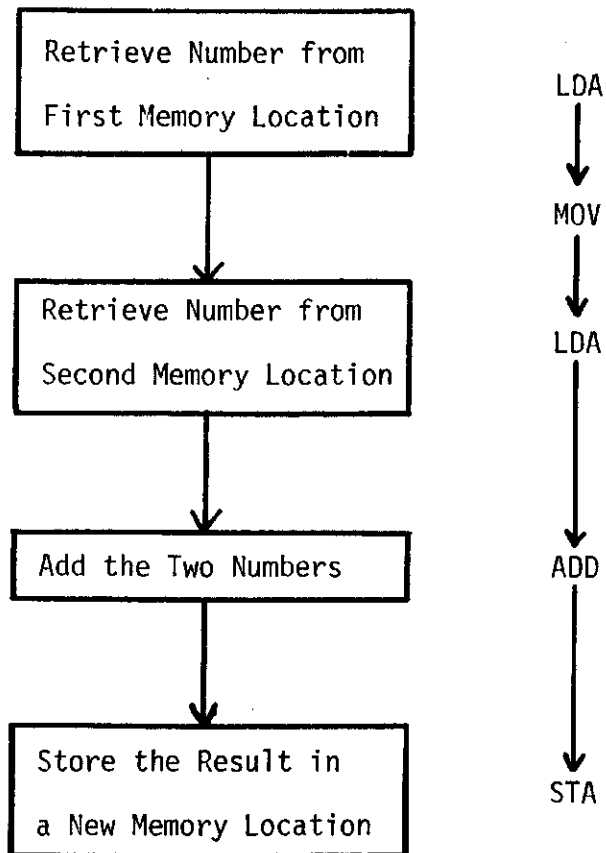 Retrieve Number from
First Memory Location
LDA
MOV
Retrieve Number from
Second Memory Location
LDA
Add the Two Numbers
ADD
Store the Result in
a New Memory Location
STA